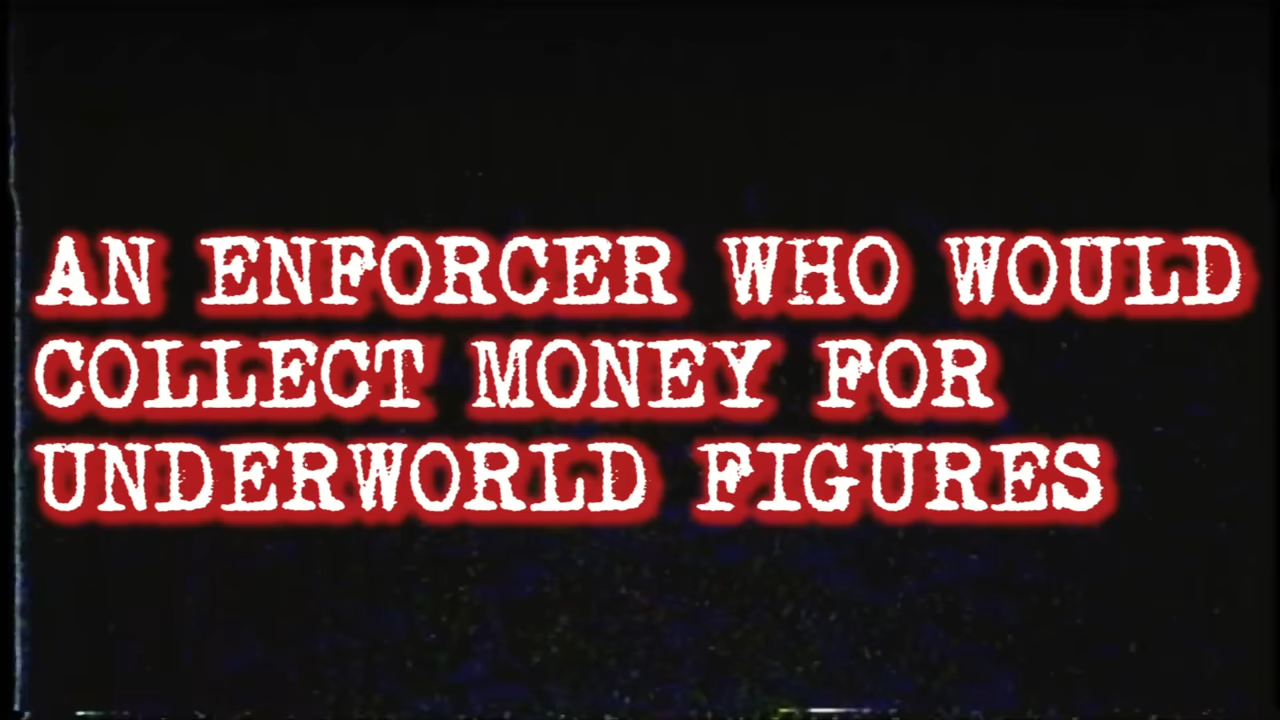 AN ENFORCER WHO WOULD
COLLECT MONEY FOR
UNDERWORLD FIGURES